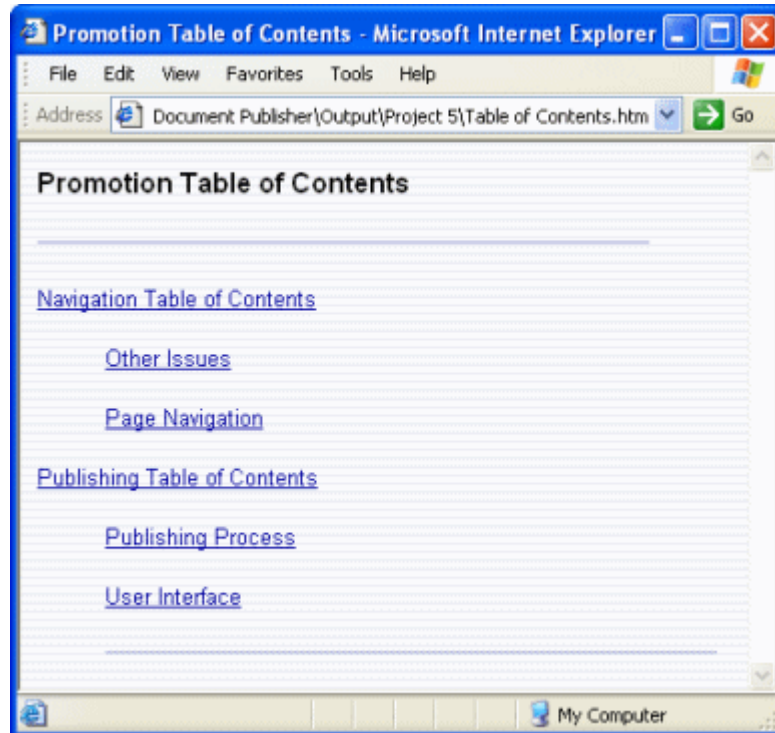 Promotion Table of Contents - Microsoft Internet Explorer
File Edit View Favorites Tools Help
Address Document Publisher\Output\Project 5\Table of Contents.htm Go
Promotion Table of Contents
Navigation Table of Contents
Other Issues
Page Navigation
Publishing Table of Contents
Publishing Process
User Interface
My Computer